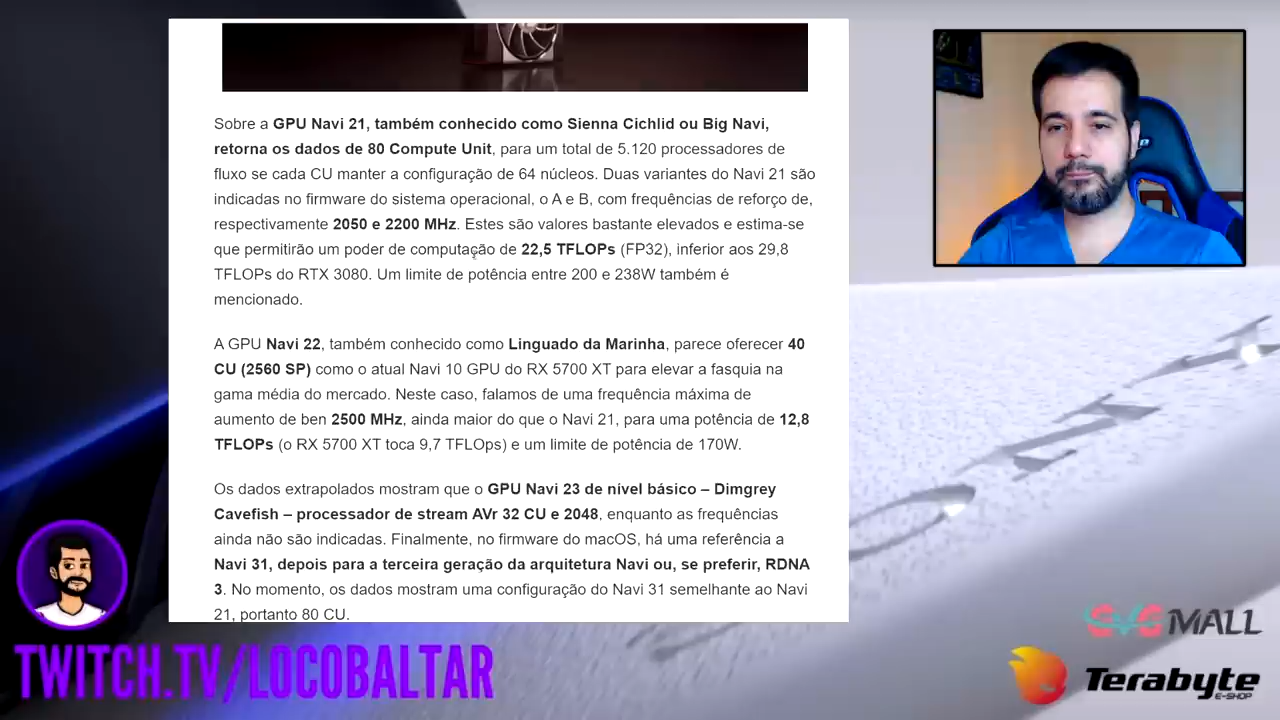 Sobre a GPU Navi 21, também conhecido como Sienna Cichlid ou Big Navi,
retorna os dados de 80 Compute Unit, para um total de 5.120 processadores de
fluxo se cada CU manter a configuração de 64 núcleos. Duas variantes do Navi 21 são
indicadas no firmware do sistema operacional, o A e B, com frequências de reforço de,
respectivamente 2050 e 2200 MHz. Estes são valores bastante elevados e estima-se
que permitirão um poder de computação de 22,5 TFLOPs (FP32), inferior aos 29,8
TFLOPs do RTX 3080. Um limite de potência entre 200 e 238W também é
mencionado.
A GPU Navi 22, também conhecido como Linguado da Marinha, parece oferecer 40
CU (2560 SP) como o atual Navi 10 GPU do RX 5700 XT para elevar a fasquia na
gama média do mercado. Neste caso, falamos de uma frequência máxima de
aumento de ben 2500 MHz, ainda maior do que o Navi 21, para uma potência de 12,8
TFLOPs (o RX 5700 XT toca 9,7 TFLOps) e um limite de potência de 170W.
Os dados extrapolados mostram que o GPU Navi 23 de nível básico – Dimgrey
Cavefish – processador de stream AVr 32 CU e 2048, enquanto as frequências
ainda não são indicadas. Finalmente, no firmware do macOS, há uma referência a
Navi 31, depois para a terceira geração da arquitetura Navi ou, se preferir, RDNA
3. No momento, os dados mostram uma configuração do Navi 31 semelhante ao Navi
21, portanto 80 CU.
TWITCH.TV/LOCOBALTAR
GVG MALL
Terabyte
E-SHOP